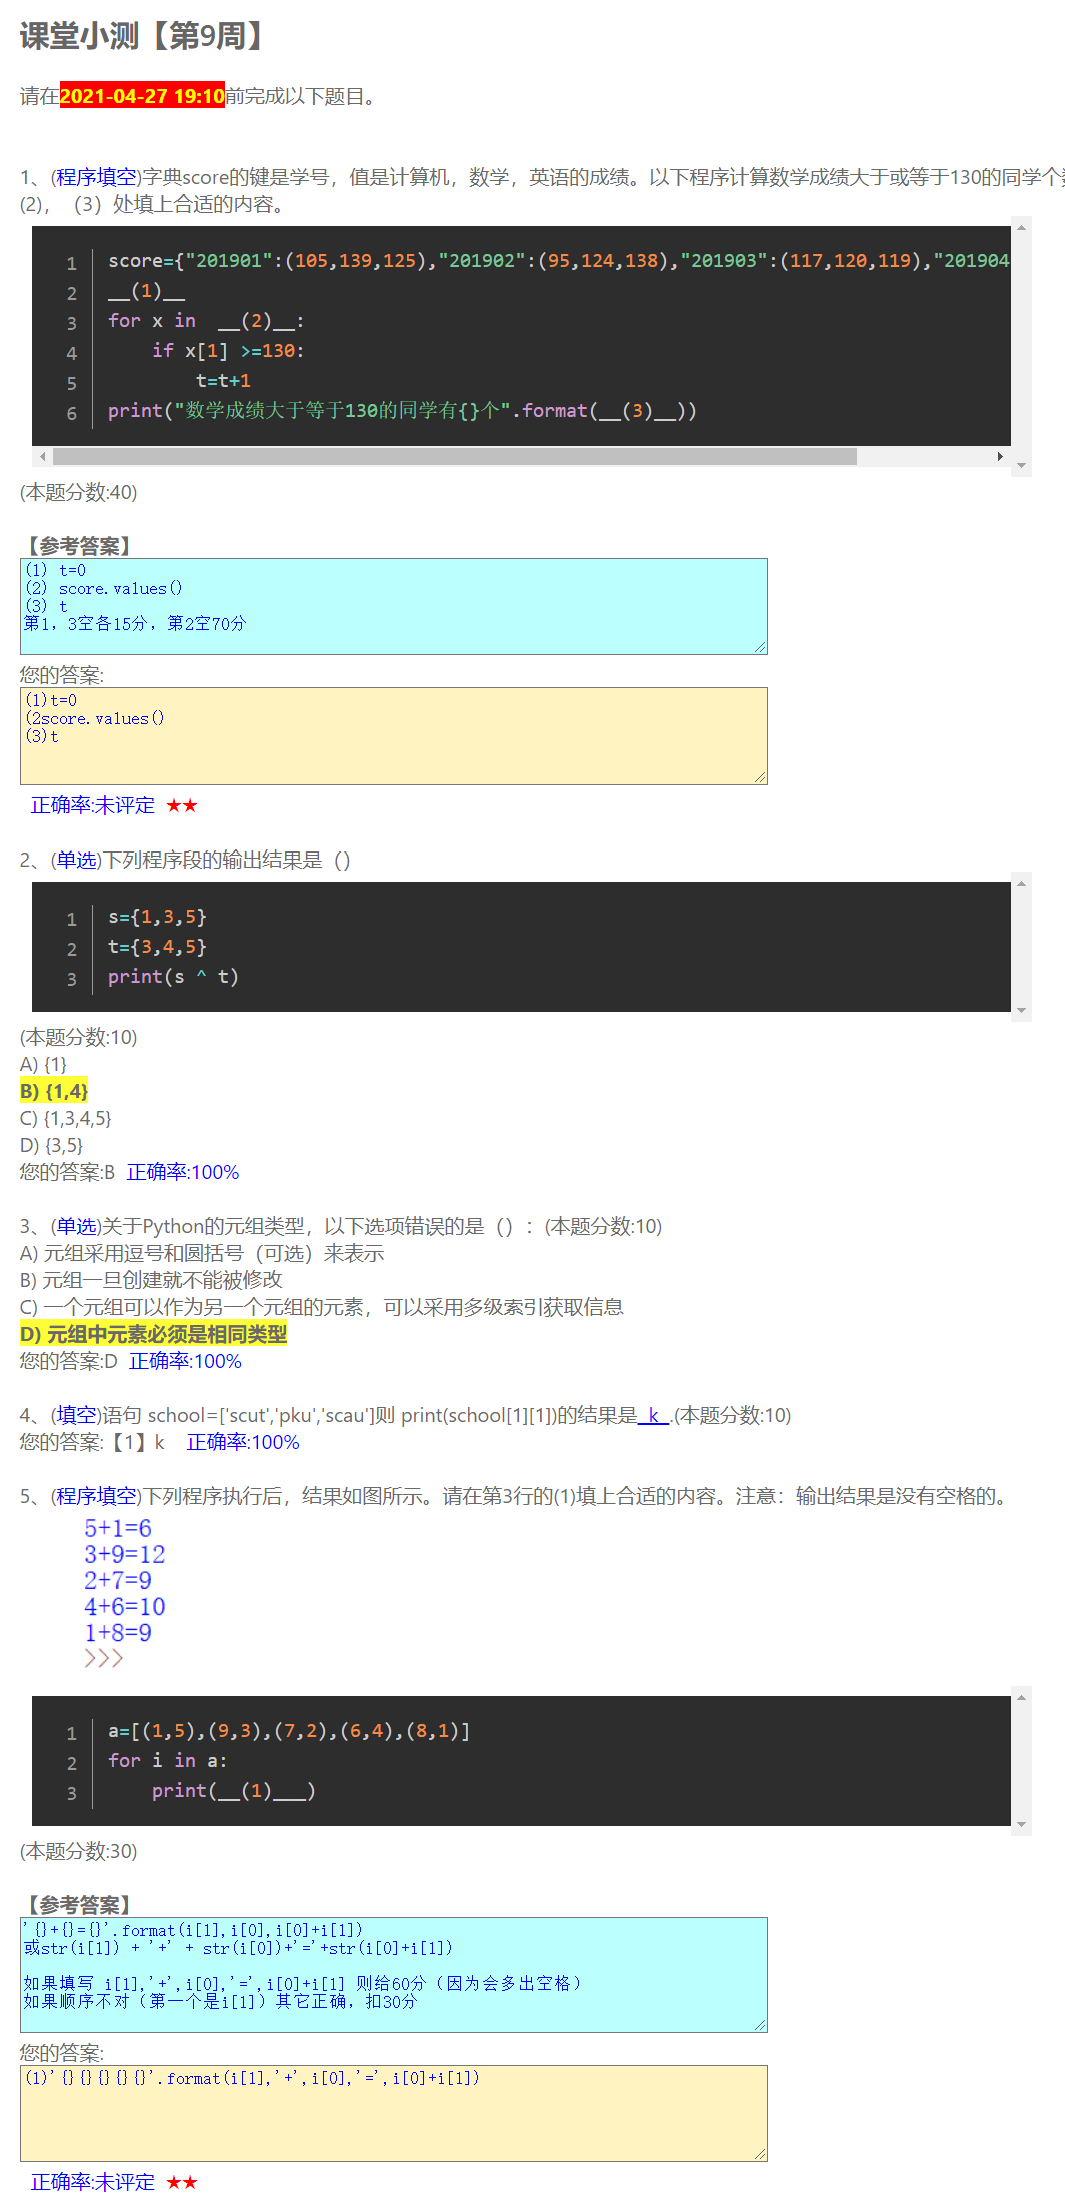 课堂小测【第9周】
请在2021-04-27 19:10前完成以下题目。
1、(程序填空)字典score的键是学号，值是计算机，数学，英语的成绩。以下程序计算数学成绩大于或等于130的同学个
(2)，（3）处填上合适的内容。
1 score={"201901":(105,139,125),"201902":(95,124,138),"201903":(117,120,119),"201904
2 __(1)__
3 for x in  __(2)__:
4     if x[1] >=130:
5         t=t+1
6 print("数学成绩大于等于130的同学有{}个".format(__(3)__))
(本题分数:40)
【参考答案】
(1) t=0
(2) score.values()
(3) t
第1，3空各15分，第2空70分
您的答案:
(1)t=0
(2score.values()
(3)t
正确率:未评定 ★★
2、(单选)下列程序段的输出结果是（）
1 s={1,3,5}
2 t={3,4,5}
3 print(s ^ t)
(本题分数:10)
A) {1}
B) {1,4}
C) {1,3,4,5}
D) {3,5}
您的答案:B 正确率:100%
3、(单选)关于Python的元组类型，以下选项错误的是（）：(本题分数:10)
A) 元组采用逗号和圆括号（可选）来表示
B) 元组一旦创建就不能被修改
C) 一个元组可以作为另一个元组的元素，可以采用多级索引获取信息
D) 元组中元素必须是相同类型
您的答案:D 正确率:100%
4、(填空)语句 school=['scut','pku','scau']则 print(school[1][1])的结果是_k_.(本题分数:10)
您的答案:【1】k 正确率:100%
5、(程序填空)下列程序执行后，结果如图所示。请在第3行的(1)填上合适的内容。注意：输出结果是没有空格的。
5+1=6
3+9=12
2+7=9
4+6=10
1+8=9
>>>
1 a=[(1,5),(9,3),(7,2),(6,4),(8,1)]
2 for i in a:
3     print(__(1)___)
(本题分数:30)
【参考答案】
'{}+{}={}'.format(i[1],i[0],i[0]+i[1])
或str(i[1]) + '+' + str(i[0])+'='+str(i[0]+i[1])
如果填写 i[1],'+',i[0],'=',i[0]+i[1] 则给60分（因为会多出空格）
如果顺序不对（第一个是i[1]）其它正确，扣30分
您的答案:
(1)'{}{}{}{}{}'.format(i[1],'+',i[0],'=',i[0]+i[1])
正确率:未评定 ★★